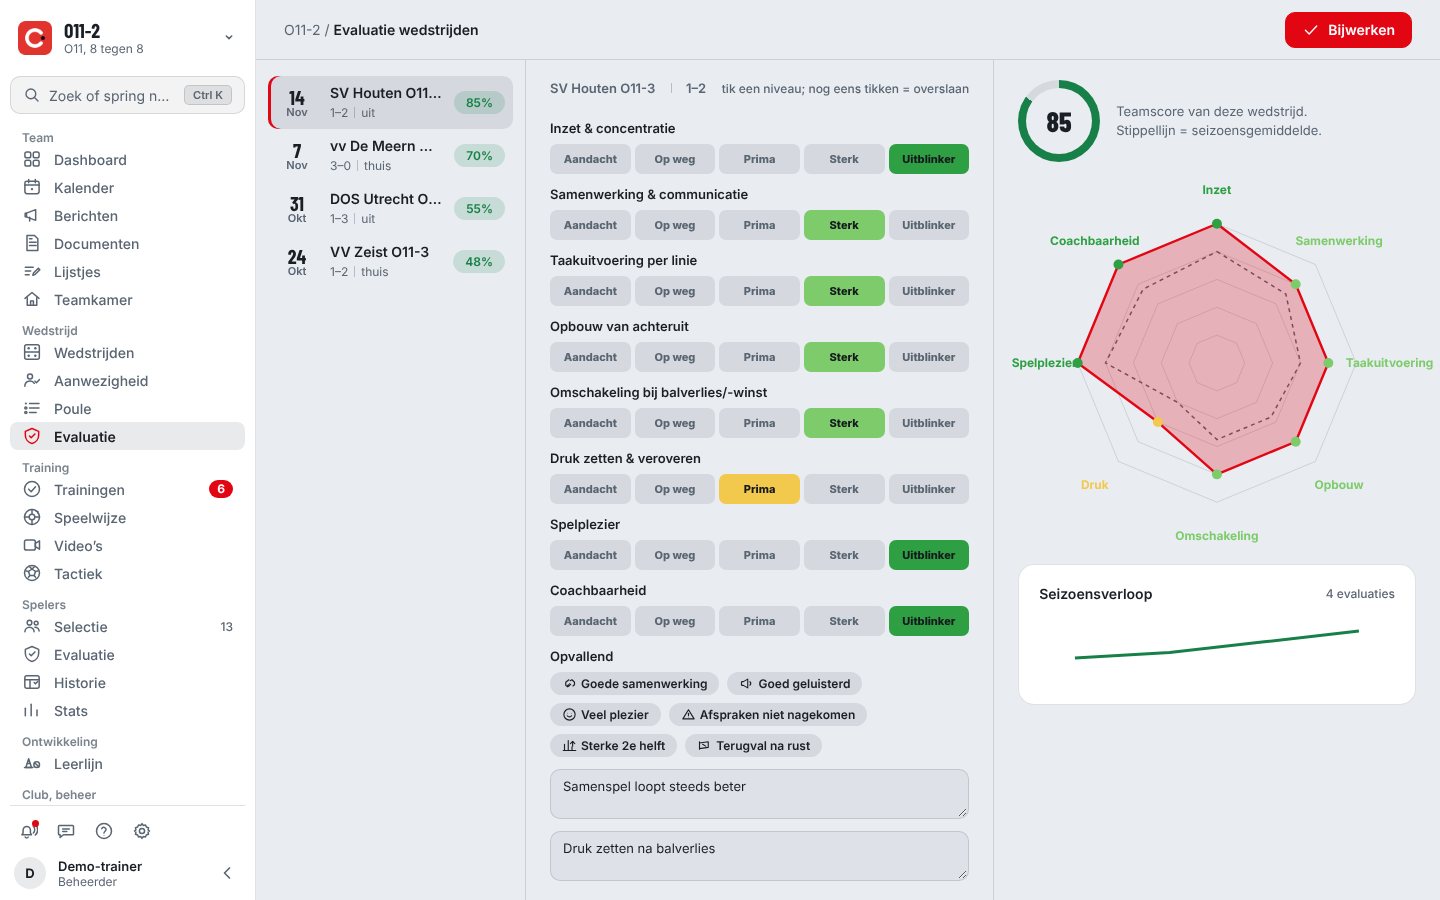 O11-2
O11, 8 tegen 8
Zoek of spring n...
Ctrl K
Team
Dashboard
Kalender
Berichten
Documenten
Lijstjes
Teamkamer
Wedstrijd
Wedstrijden
Aanwezigheid
Poule
Evaluatie
Training
Trainingen 6
Speelwijze
Video's
Tactiek
Spelers
Selectie 13
Evaluatie
Historie
Stats
Ontwikkeling
Leerlijn
Club, beheer
D
Demo-trainer
Beheerder
O11-2 / Evaluatie wedstrijden
Bijwerken
14 Nov
SV Houten O11...
1–2 | uit
85%
7 Nov
vv De Meern ...
3–0 | thuis
70%
31 Okt
DOS Utrecht O...
1–3 | uit
55%
24 Okt
VV Zeist O11-3
1–2 | thuis
48%
SV Houten O11-3 | 1–2 tik een niveau; nog eens tikken = overslaan
Inzet & concentratie
Aandacht Op weg Prima Sterk Uitblinker
Samenwerking & communicatie
Aandacht Op weg Prima Sterk Uitblinker
Taakuitvoering per linie
Aandacht Op weg Prima Sterk Uitblinker
Opbouw van achteruit
Aandacht Op weg Prima Sterk Uitblinker
Omschakeling bij balverlies/-winst
Aandacht Op weg Prima Sterk Uitblinker
Druk zetten & veroveren
Aandacht Op weg Prima Sterk Uitblinker
Spelplezier
Aandacht Op weg Prima Sterk Uitblinker
Coachbaarheid
Aandacht Op weg Prima Sterk Uitblinker
Opvallend
Goede samenwerking Goed geluisterd
Veel plezier Afspraken niet nagekomen
Sterke 2e helft Terugval na rust
Samenspel loopt steeds beter
Druk zetten na balverlies
85
Teamscore van deze wedstrijd.
Stippellijn = seizoensgemiddelde.
Inzet
Coachbaarheid
Samenwerking
Spelplezier
Taakuitvoering
Druk
Opbouw
Omschakeling
Seizoensverloop
4 evaluaties